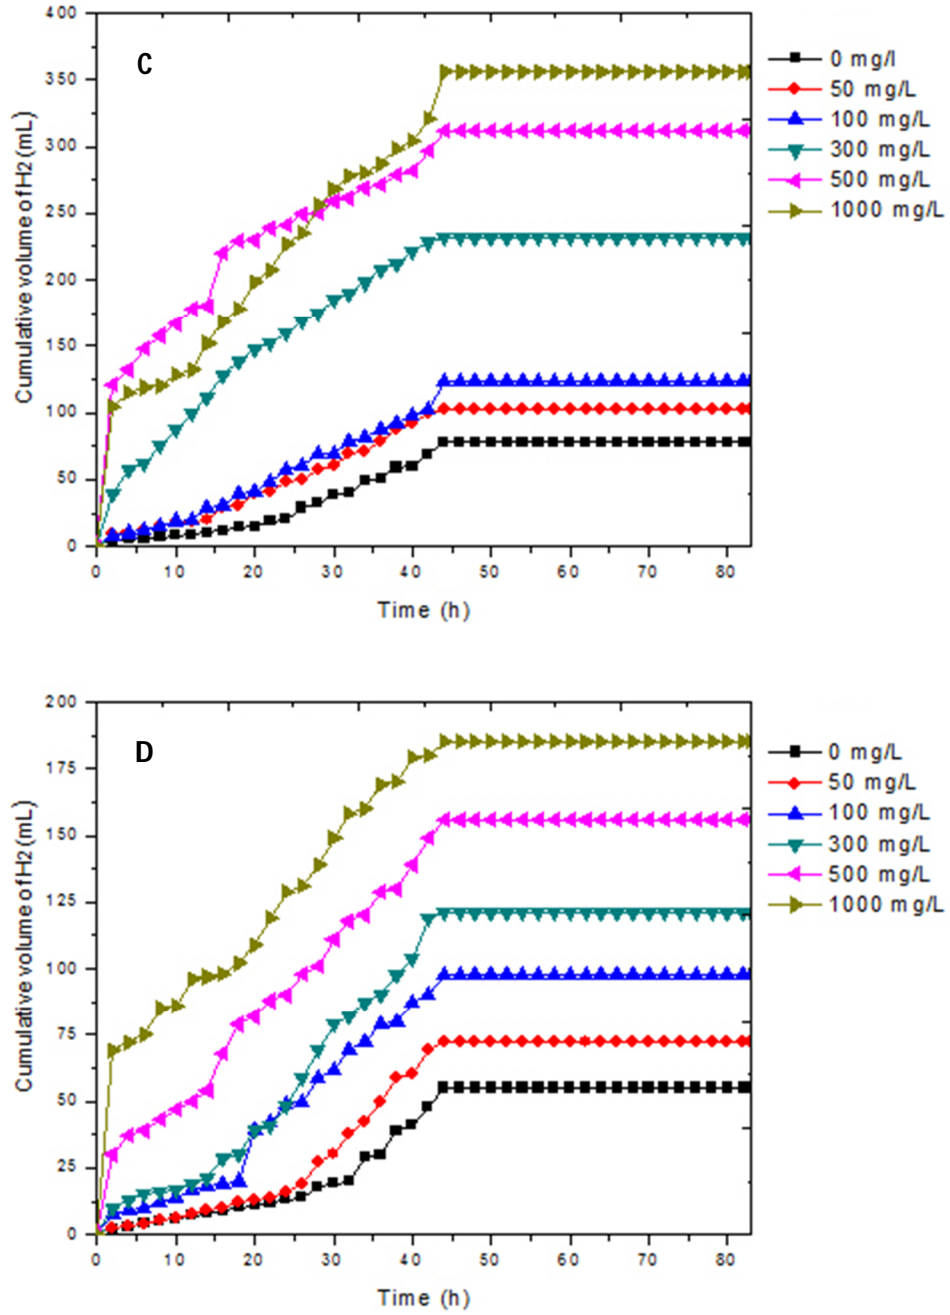 C
400
350
300
250
200
150
100
50
0
Cumulative volume of H2 (mL)
0 10 20 30 40 50 60 70 80
Time (h)
0 mg/l
50 mg/L
100 mg/L
300 mg/L
500 mg/L
1000 mg/L
D
200
175
150
125
100
75
50
25
0
Cumulative volume of H2 (mL)
0 10 20 30 40 50 60 70 80
Time (h)
0 mg/L
50 mg/L
100 mg/L
300 mg/L
500 mg/L
1000 mg/L